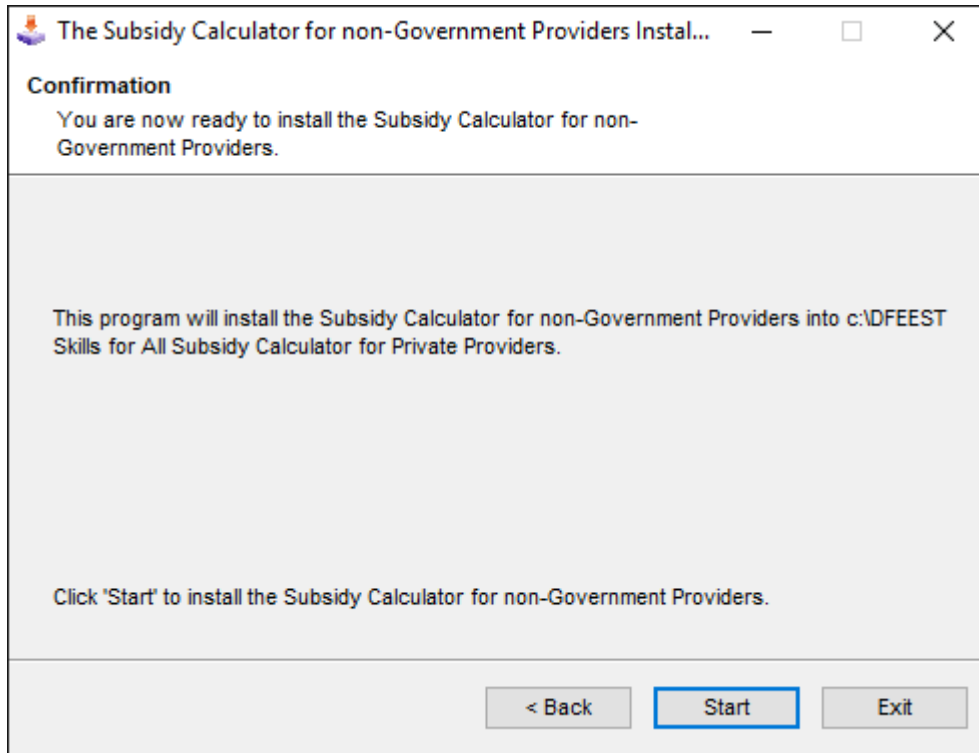 The Subsidy Calculator for non-Government Providers Instal...
Confirmation
You are now ready to install the Subsidy Calculator for non-
Government Providers.
This program will install the Subsidy Calculator for non-Government Providers into c:\DFEEST
Skills for All Subsidy Calculator for Private Providers.
Click 'Start' to install the Subsidy Calculator for non-Government Providers.
< Back Start Exit